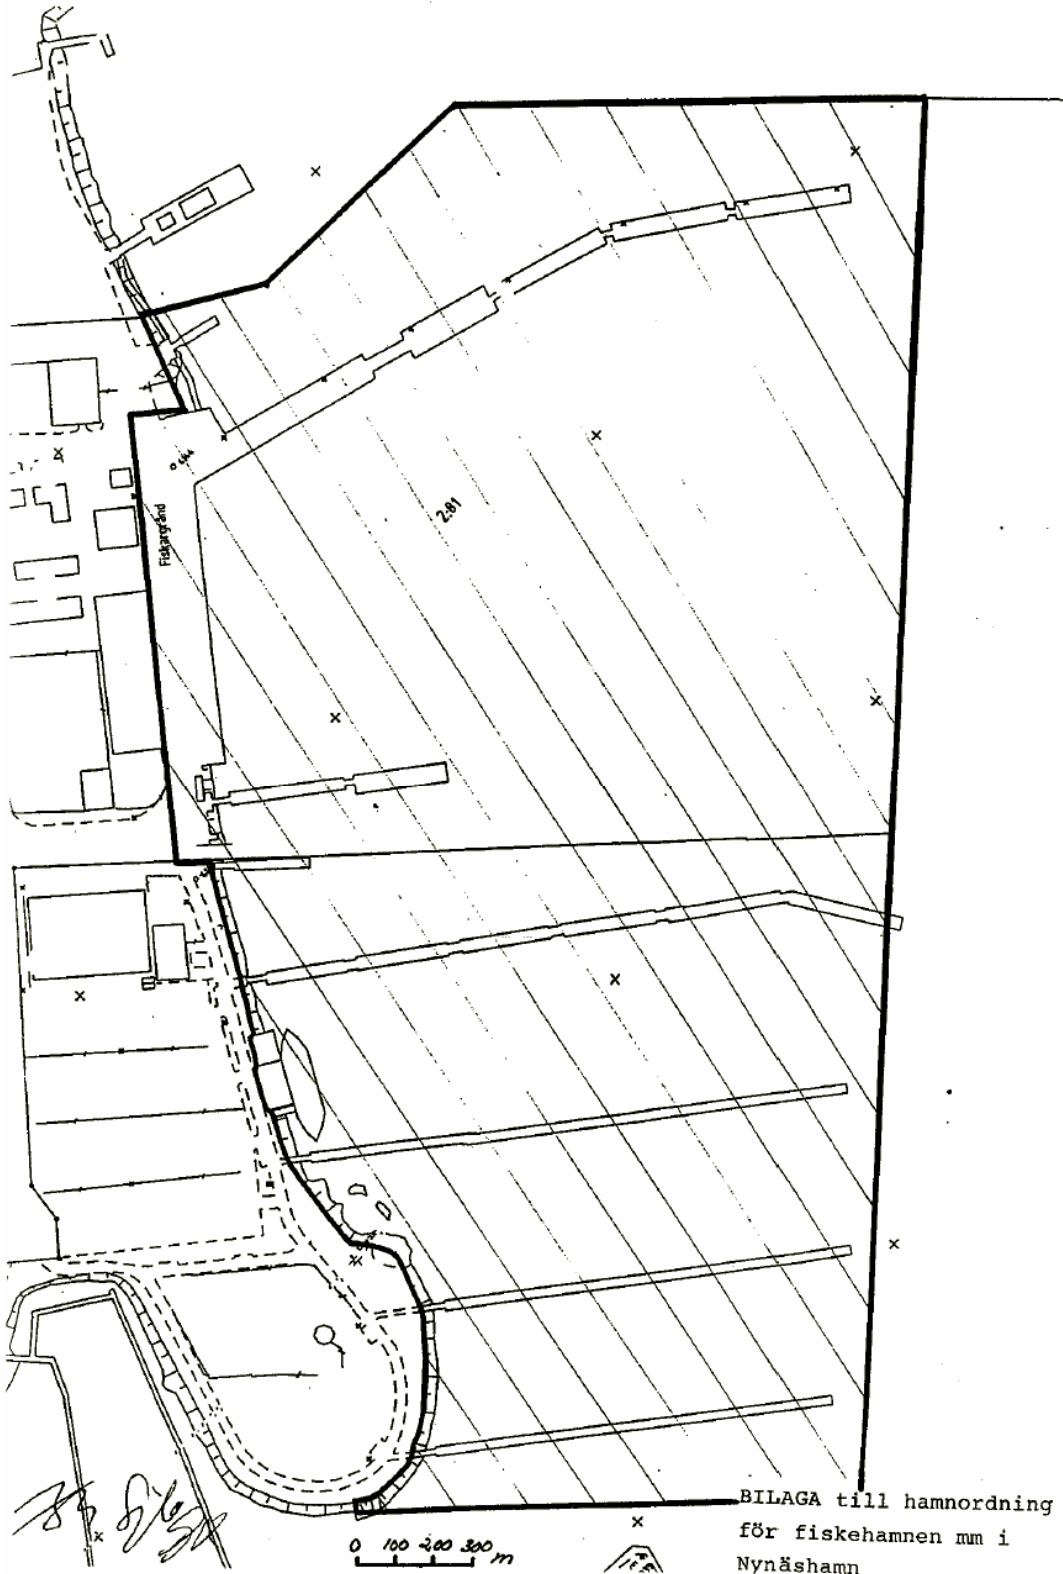 Fiskargränd
2:81
0 100 200 300 m
BILAGA till hamnordning
för fiskehamnen mm i
Nynäshamn